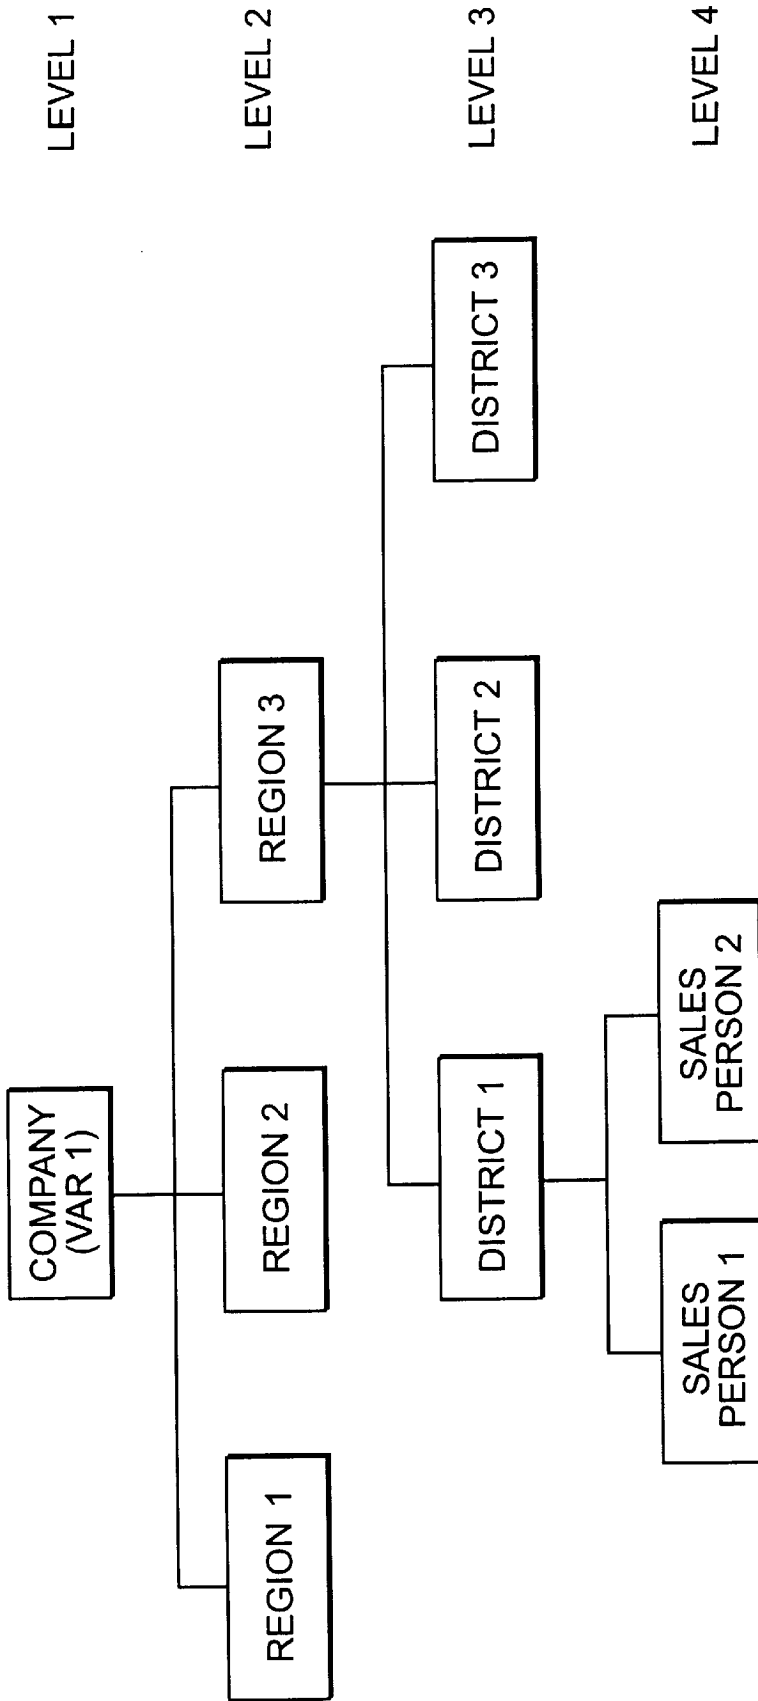 COMPANY
(VAR 1)
LEVEL 1
REGION 1
REGION 2
REGION 3
LEVEL 2
DISTRICT 1
DISTRICT 2
DISTRICT 3
LEVEL 3
SALES
PERSON 1
SALES
PERSON 2
LEVEL 4